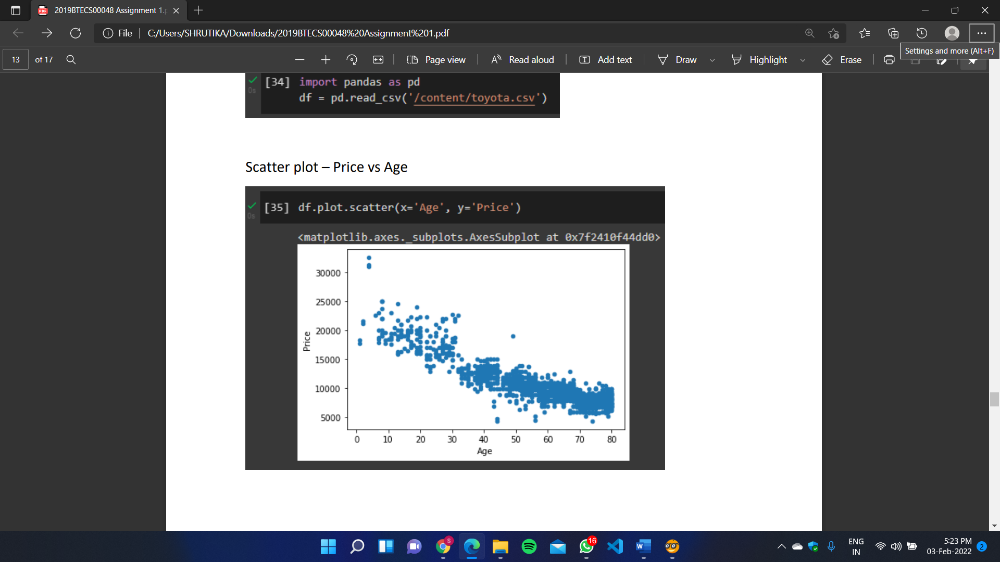 2019BTECS00048 Assignment 1.p
File
C:/Users/SHRUTIKA/Downloads/2019BTECS00048%20Assignment%201.pdf
Settings and more (Alt+F)
13 of 17
Page view
Read aloud
Add text
Draw
Highlight
Erase
[34] import pandas as pd
0s
df = pd.read_csv('/content/toyota.csv')
Scatter plot – Price vs Age
[35] df.plot.scatter(x='Age', y='Price')
0s
<matplotlib.axes._subplots.AxesSubplot at 0x7f2410f44dd0>
30000
25000
20000
15000
10000
5000
Price
0 10 20 30 40 50 60 70 80
Age
S
16
ENG
IN
5:23 PM
03-Feb-2022
2